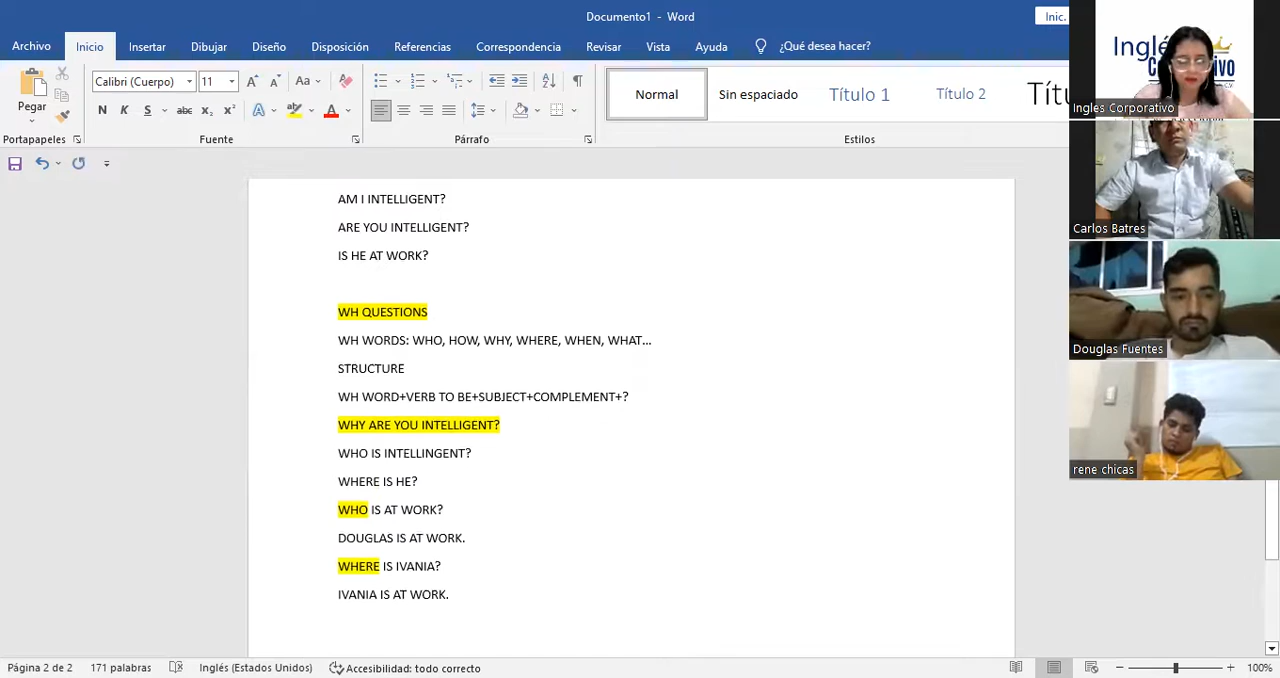 Documento1 - Word
Inic.
Archivo Inicio Insertar Dibujar Diseño Disposición Referencias Correspondencia Revisar Vista Ayuda ¿Qué desea hacer?
Pegar
Calibri (Cuerpo) 11
Normal Sin espaciado Título 1 Título 2
Portapapeles Fuente Párrafo Estilos
AM I INTELLIGENT?
ARE YOU INTELLIGENT?
IS HE AT WORK?
WH QUESTIONS
WH WORDS: WHO, HOW, WHY, WHERE, WHEN, WHAT...
STRUCTURE
WH WORD+VERB TO BE+SUBJECT+COMPLEMENT+?
WHY ARE YOU INTELLIGENT?
WHO IS INTELLINGENT?
WHERE IS HE?
WHO IS AT WORK?
DOUGLAS IS AT WORK.
WHERE IS IVANIA?
IVANIA IS AT WORK.
Ingles Corporativo
Carlos Batres
Douglas Fuentes
rene chicas
Página 2 de 2 171 palabras Inglés (Estados Unidos) Accesibilidad: todo correcto 100%